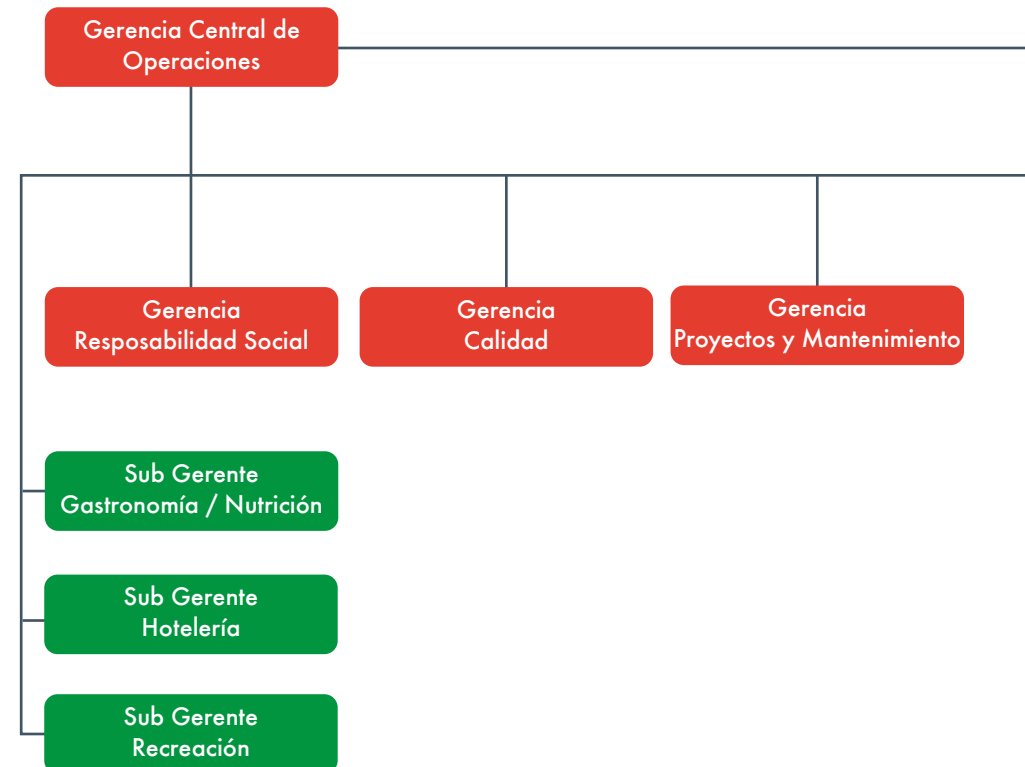 Gerencia Central de
Operaciones
Gerencia
Resposabilidad Social
Gerencia
Calidad
Gerencia
Proyectos y Mantenimiento
Sub Gerente
Gastronomía / Nutrición
Sub Gerente
Hotelería
Sub Gerente
Recreación